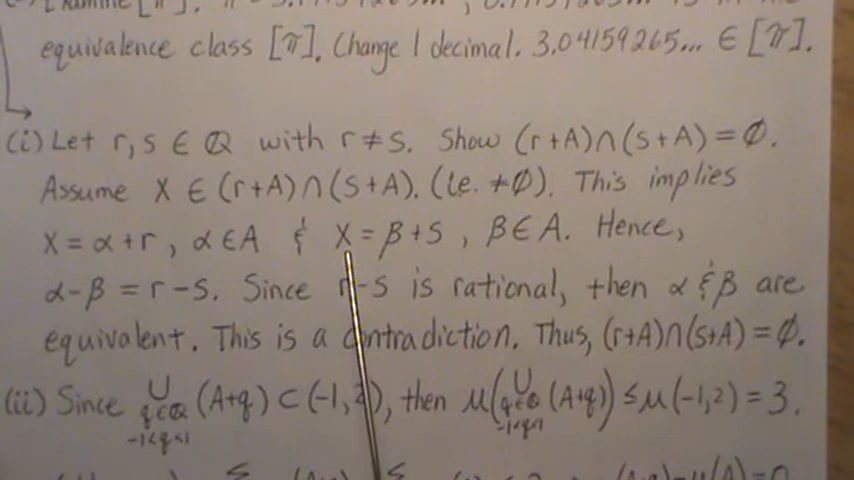 equivalence class [π]. Change 1 decimal. 3.04159265... ∈ [π].
(i) Let r, s ∈ ℚ with r ≠ s. Show (r+A)∩(s+A) = ∅.
Assume x ∈ (r+A)∩(s+A). (i.e. ≠∅). This implies
x = α+r, α∈A & x = β+s, β∈A. Hence,
α-β = r-s. Since r-s is rational, then α & β are
equivalent. This is a contradiction. Thus, (r+A)∩(s+A) = ∅.
(ii) Since ∪ (A+q) ⊂ (-1,2), then μ(∪ (A+q)) ≤ μ(-1,2) = 3.
q∈ℚ q∈ℚ
-1<q<1 -1<q<1